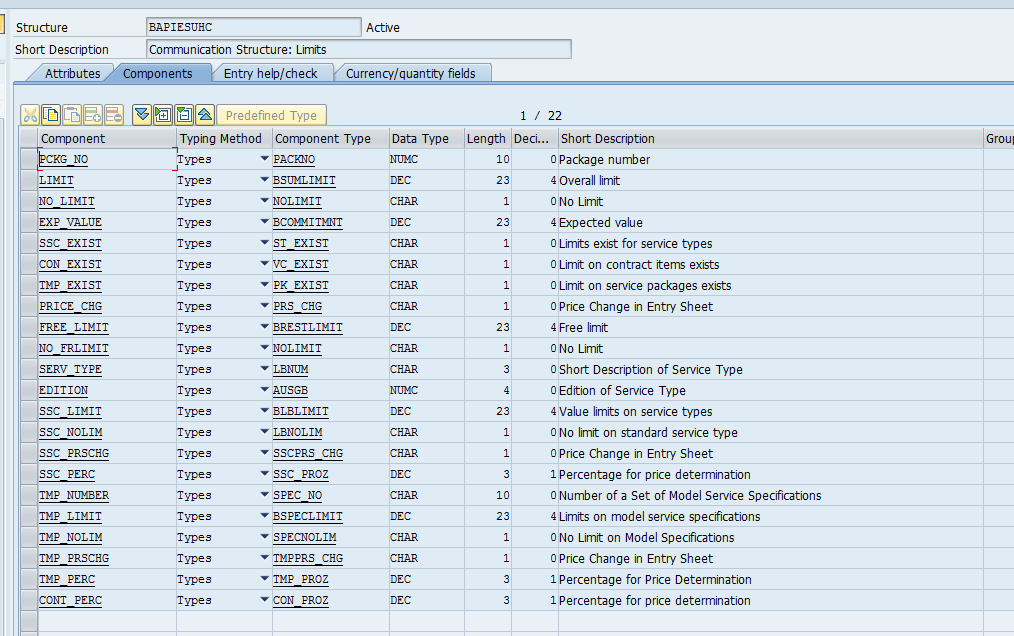 Structure BAPIESUHC Active
Short Description Communication Structure: Limits
Attributes Components Entry help/check Currency/quantity fields
Predefined Type 1 / 22
Component Typing Method Component Type Data Type Length Deci... Short Description Group
PCKG_NO Types PACKNO NUMC 10 0 Package number
LIMIT Types BSUMLIMIT DEC 23 4 Overall limit
NO_LIMIT Types NOLIMIT CHAR 1 0 No Limit
EXP_VALUE Types BCOMMITMNT DEC 23 4 Expected value
SSC_EXIST Types ST_EXIST CHAR 1 0 Limits exist for service types
CON_EXIST Types VC_EXIST CHAR 1 0 Limit on contract items exists
TMP_EXIST Types PK_EXIST CHAR 1 0 Limit on service packages exists
PRICE_CHG Types PRS_CHG CHAR 1 0 Price Change in Entry Sheet
FREE_LIMIT Types BRESTLIMIT DEC 23 4 Free limit
NO_FRLIMIT Types NOLIMIT CHAR 1 0 No Limit
SERV_TYPE Types LBNUM CHAR 3 0 Short Description of Service Type
EDITION Types AUSGB NUMC 4 0 Edition of Service Type
SSC_LIMIT Types BLBLIMIT DEC 23 4 Value limits on service types
SSC_NOLIM Types LBNOLIM CHAR 1 0 No limit on standard service type
SSC_PRSCHG Types SSCPRS_CHG CHAR 1 0 Price Change in Entry Sheet
SSC_PERC Types SSC_PROZ DEC 3 1 Percentage for price determination
TMP_NUMBER Types SPEC_NO CHAR 10 0 Number of a Set of Model Service Specifications
TMP_LIMIT Types BSPECLIMIT DEC 23 4 Limits on model service specifications
TMP_NOLIM Types SPECNOLIM CHAR 1 0 No Limit on Model Specifications
TMP_PRSCHG Types TMPPRS_CHG CHAR 1 0 Price Change in Entry Sheet
TMP_PERC Types TMP_PROZ DEC 3 1 Percentage for Price Determination
CONT_PERC Types CON_PROZ DEC 3 1 Percentage for price determination